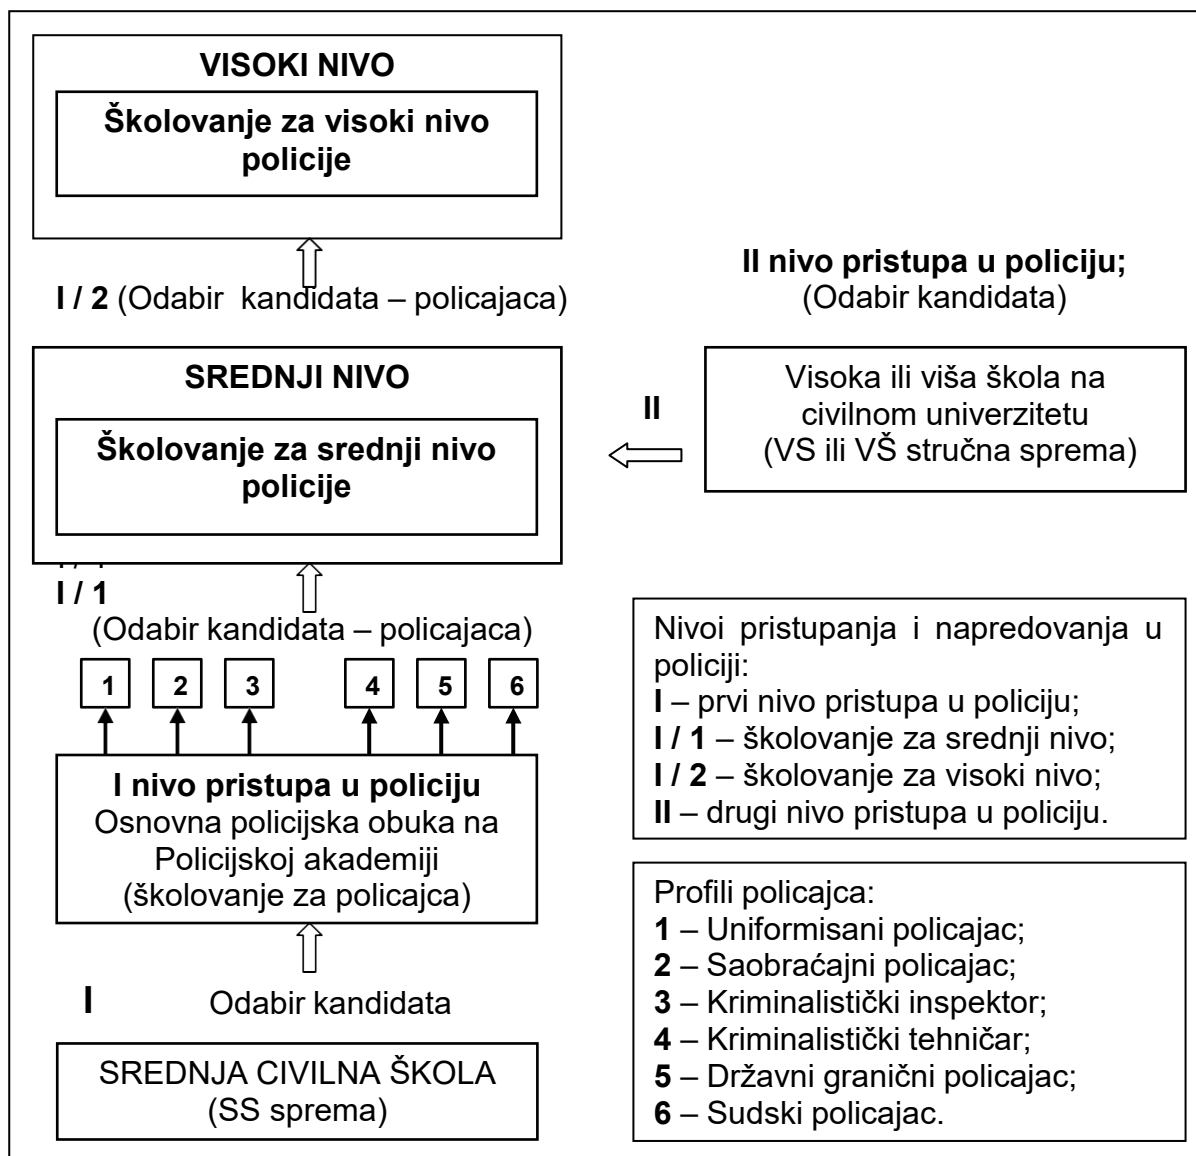 VISOKI NIVO
Školovanje za visoki nivo
policije
I / 2 (Odabir kandidata – policajaca)
II nivo pristupa u policiju;
(Odabir kandidata)
SREDNJI NIVO
Školovanje za srednji nivo
policije
II
Visoka ili viša škola na
civilnom univerzitetu
(VS ili VŠ stručna sprema)
I / 1
(Odabir kandidata – policajaca)
1 2 3 4 5 6
I nivo pristupa u policiju
Osnovna policijska obuka na
Policijskoj akademiji
(školovanje za policajca)
I Odabir kandidata
SREDNJA CIVILNA ŠKOLA
(SS sprema)
Nivoi pristupanja i napredovanja u
policiji:
I – prvi nivo pristupa u policiju;
I / 1 – školovanje za srednji nivo;
I / 2 – školovanje za visoki nivo;
II – drugi nivo pristupa u policiju.
Profili policajca:
1 – Uniformisani policajac;
2 – Saobraćajni policajac;
3 – Kriminalistički inspektor;
4 – Kriminalistički tehničar;
5 – Državni granični policajac;
6 – Sudski policajac.